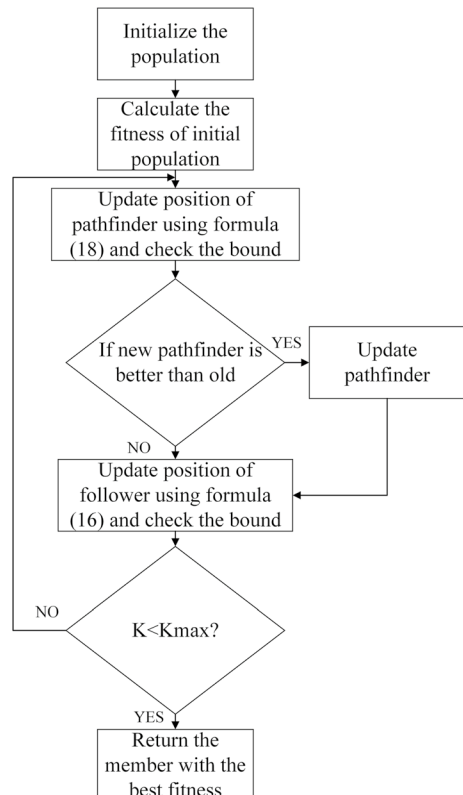 Initialize the
population
Calculate the
fitness of initial
population
Update position of
pathfinder using formula
(18) and check the bound
If new pathfinder is
better than old
YES
Update
pathfinder
NO
Update position of
follower using formula
(16) and check the bound
K<Kmax?
NO
YES
Return the
member with the
best fitness